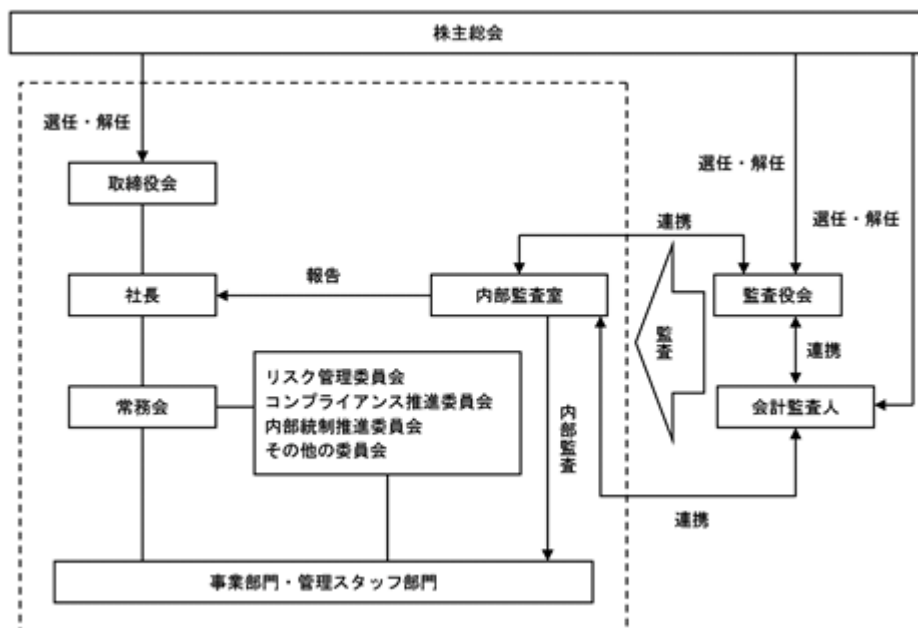 株主総会
選任・解任
取締役会
選任・解任
選任・解任
連携
社長
報告
内部監査室
監査役会
監査
連携
リスク管理委員会
コンプライアンス推進委員会
内部統制推進委員会
その他の委員会
常務会
会計監査人
内部監査
連携
事業部門・管理スタッフ部門